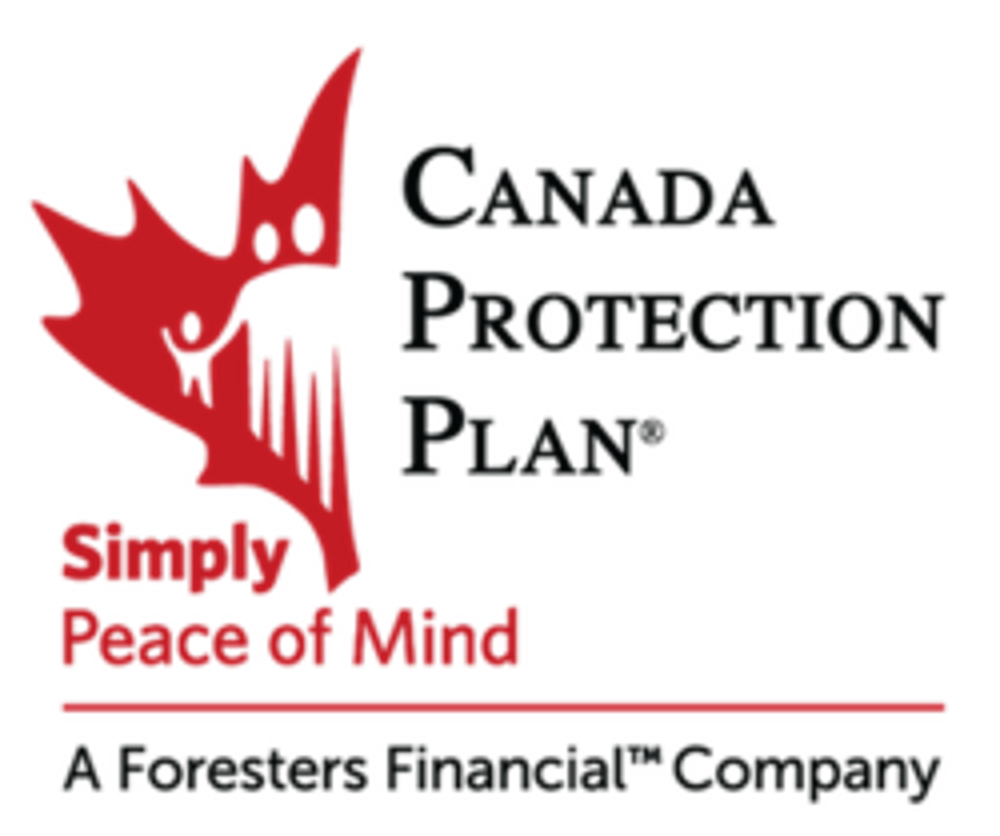 CANADA
PROTECTION
PLAN®
Simply
Peace of Mind
A Foresters Financial™ Company